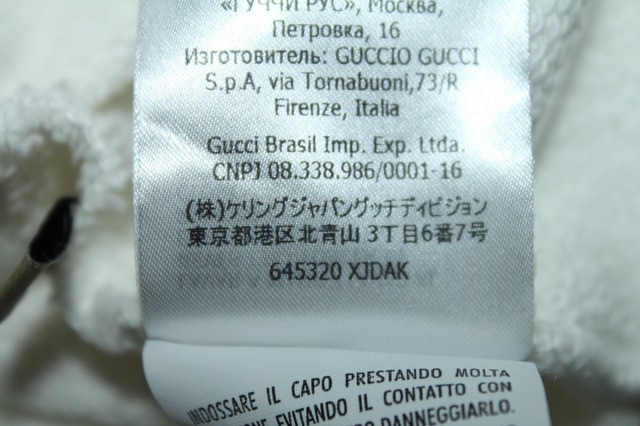 «ГУЧЧИ РУС», Москва,
Петровка, 16
Изготовитель: GUCCIO GUCCI
S.p.A, via Tornabuoni,73/R
Firenze, Italia
Gucci Brasil Imp. Exp. Ltda.
CNPJ 08.338.986/0001-16
(株)ケリングジャパングッチディビジョン
東京都港区北青山 3丁目6番7号
645320 XJDAK
INDOSSARE IL CAPO PRESTANDO MOLTA
EVITANDO IL CONTATTO CON
DANNEGGIARLO.